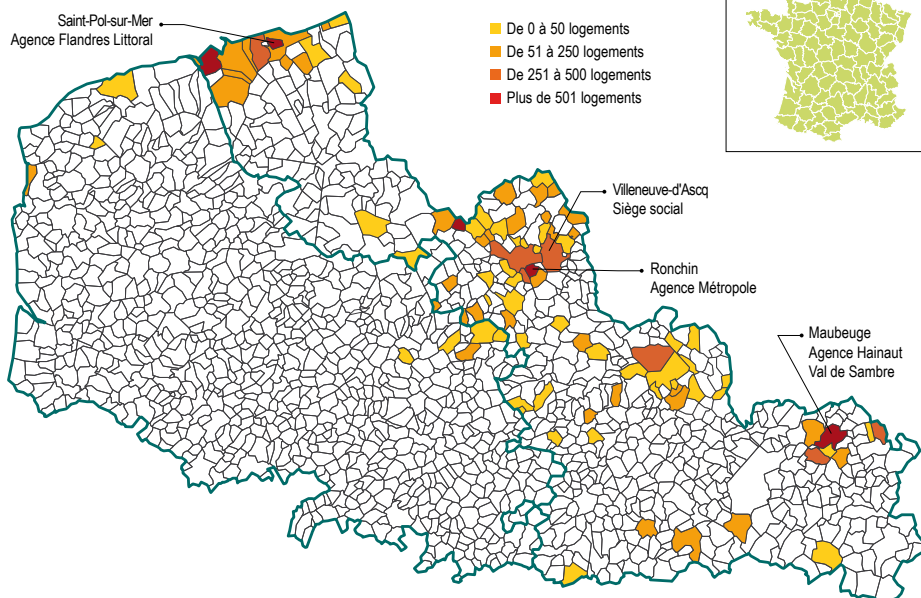 Saint-Pol-sur-Mer
Agence Flandres Littoral
De 0 à 50 logements
De 51 à 250 logements
De 251 à 500 logements
Plus de 501 logements
Villeneuve-d'Ascq
Siège social
Ronchin
Agence Métropole
Maubeuge
Agence Hainaut
Val de Sambre